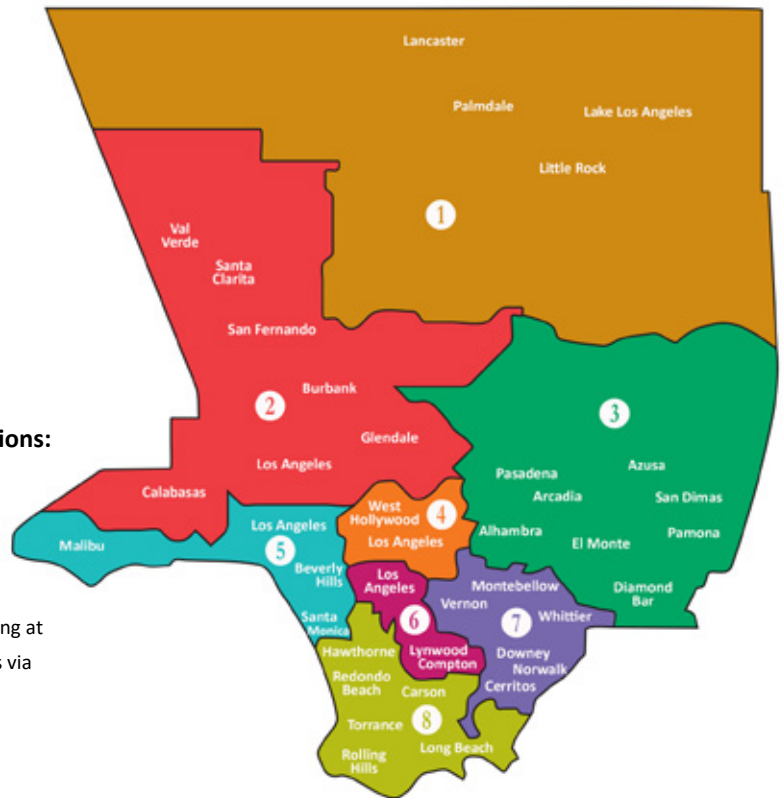 Lancaster
Palmdale
Lake Los Angeles
Little Rock
1
Val
Verde
Santa
Clarita
San Fernando
Burbank
2
Glendale
Los Angeles
Calabasas
3
Pasadena
Azusa
Arcadia
San Dimas
Alhambra
El Monte
Pamona
Diamond
Bar
West
Hollywood
4
Los Angeles
Malibu
Los Angeles
5
Beverly
Hills
Santa
Monica
Los
Angeles
6
Lynwood
Compton
Montebellow
Vernon
7
Whittier
Downey
Norwalk
Cerritos
Hawthorne
Redondo
Beach
Carson
8
Torrance
Long Beach
Rolling
Hills
ions:
ng at
s via